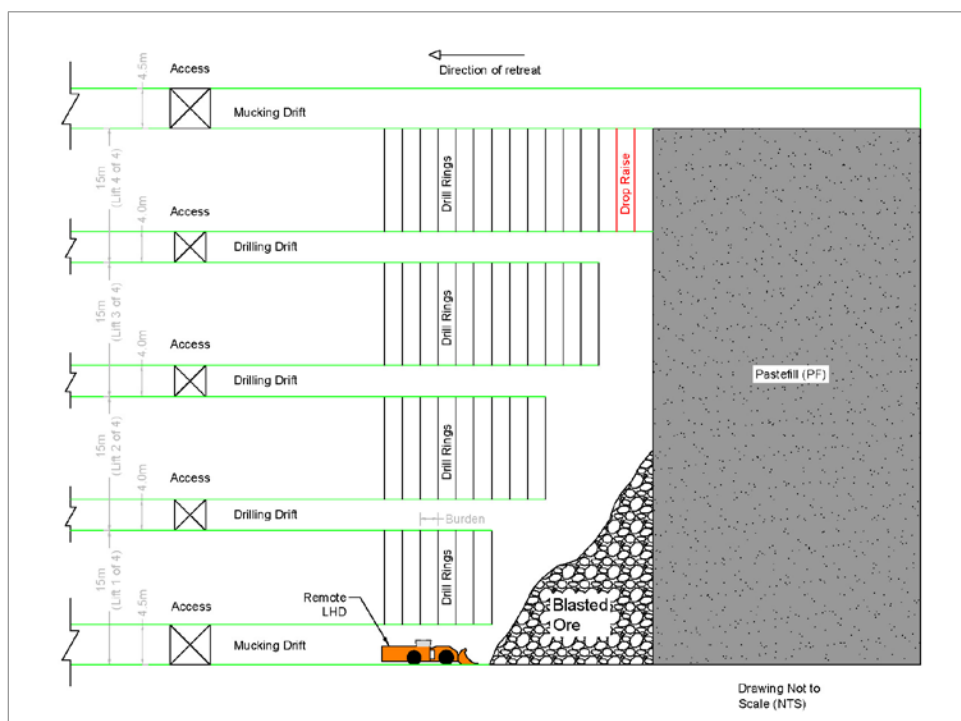 Direction of retreat
4.5m
Access
Mucking Drift
15m
(Lift 4 of 4)
Drill Rings
Drop Raise
Access
4.0m
Drilling Drift
15m
(Lift 3 of 4)
Drill Rings
Access
4.0m
Drilling Drift
Pastefill (PF)
15m
(Lift 2 of 4)
Drill Rings
Access
4.0m
Drilling Drift
Burden
15m
(Lift 1 of 4)
Drill Rings
Remote
LHD
Blasted
Ore
Access
4.5m
Mucking Drift
Drawing Not to
Scale (NTS)